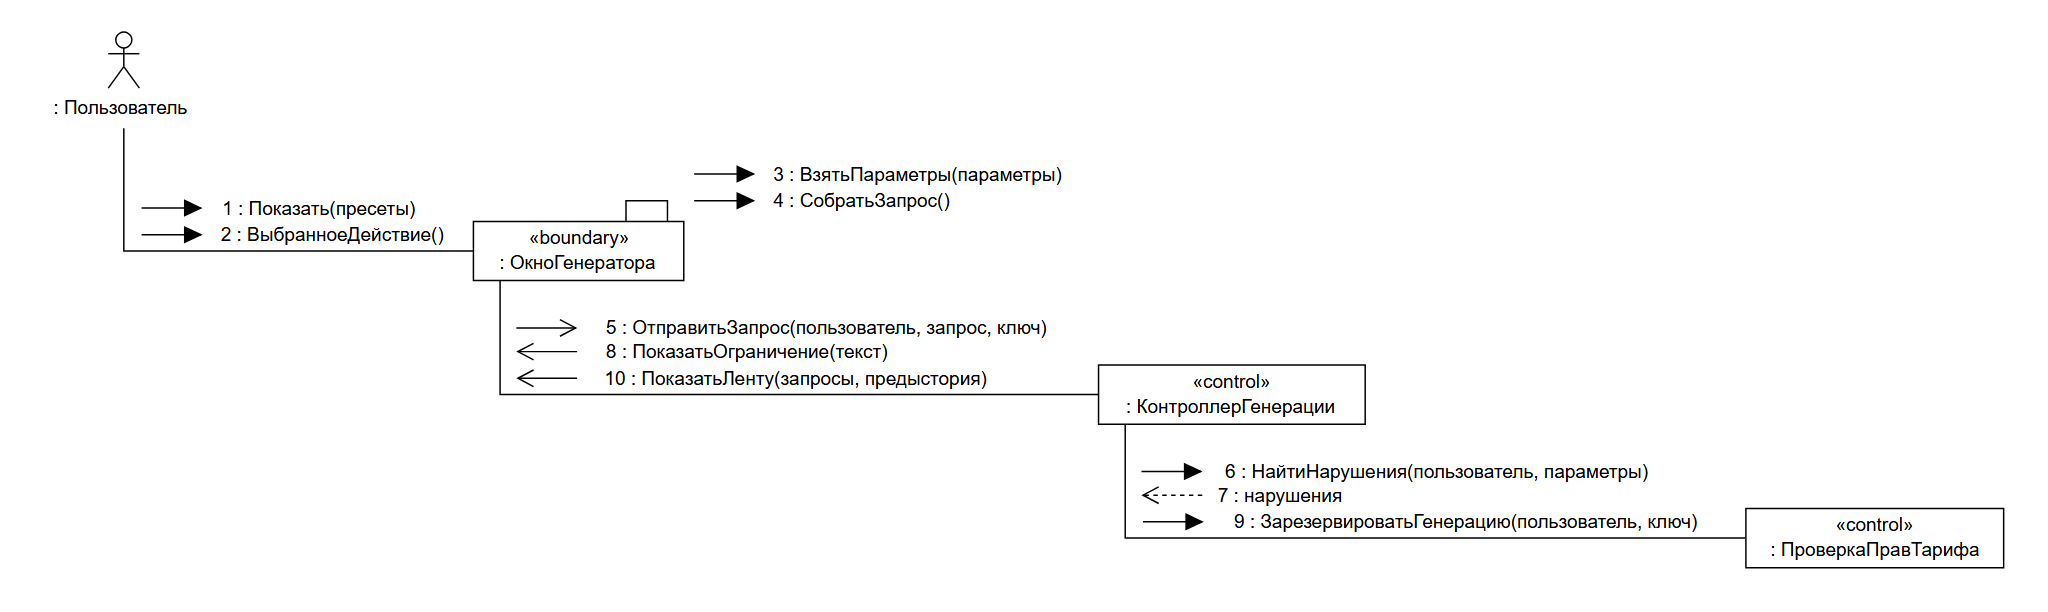 : Пользователь
3 : ВзятьПараметры(параметры)
4 : СобратьЗапрос()
1 : Показать(пресеты)
2 : ВыбранноеДействие()
«boundary»
: ОкноГенератора
5 : ОтправитьЗапрос(пользователь, запрос, ключ)
8 : ПоказатьОграничение(текст)
10 : ПоказатьЛенту(запросы, предыстория)
«control»
: КонтроллерГенерации
6 : НайтиНарушения(пользователь, параметры)
7 : нарушения
9 : ЗарезервироватьГенерацию(пользователь, ключ)
«control»
: ПроверкаПравТарифа